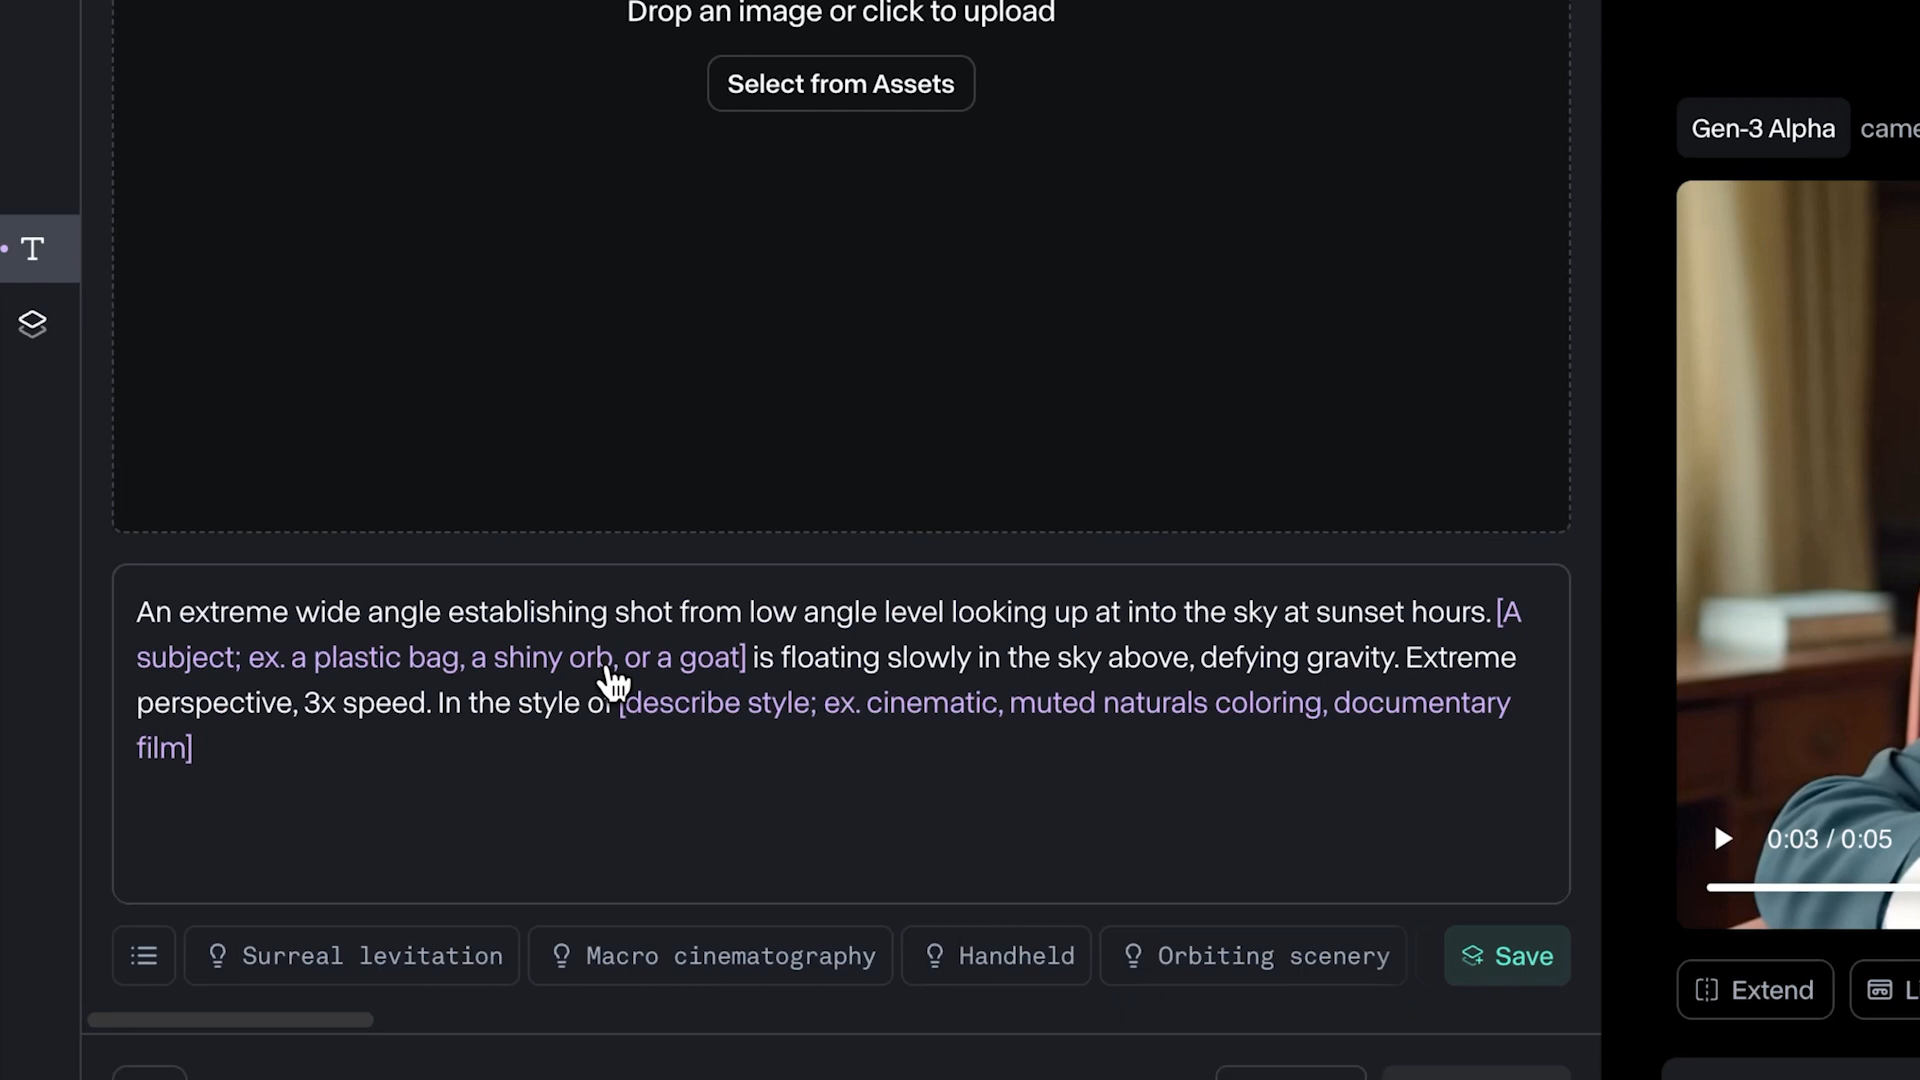 Drop an image or click to upload
Select from Assets
Gen-3 Alpha came
T
An extreme wide angle establishing shot from low angle level looking up at into the sky at sunset hours. [A
subject; ex. a plastic bag, a shiny orb, or a goat] is floating slowly in the sky above, defying gravity. Extreme
perspective, 3x speed. In the style of [describe style; ex. cinematic, muted naturals coloring, documentary
film]
0:03 / 0:05
Surreal levitation
Macro cinematography
Handheld
Orbiting scenery
Save
Extend
L